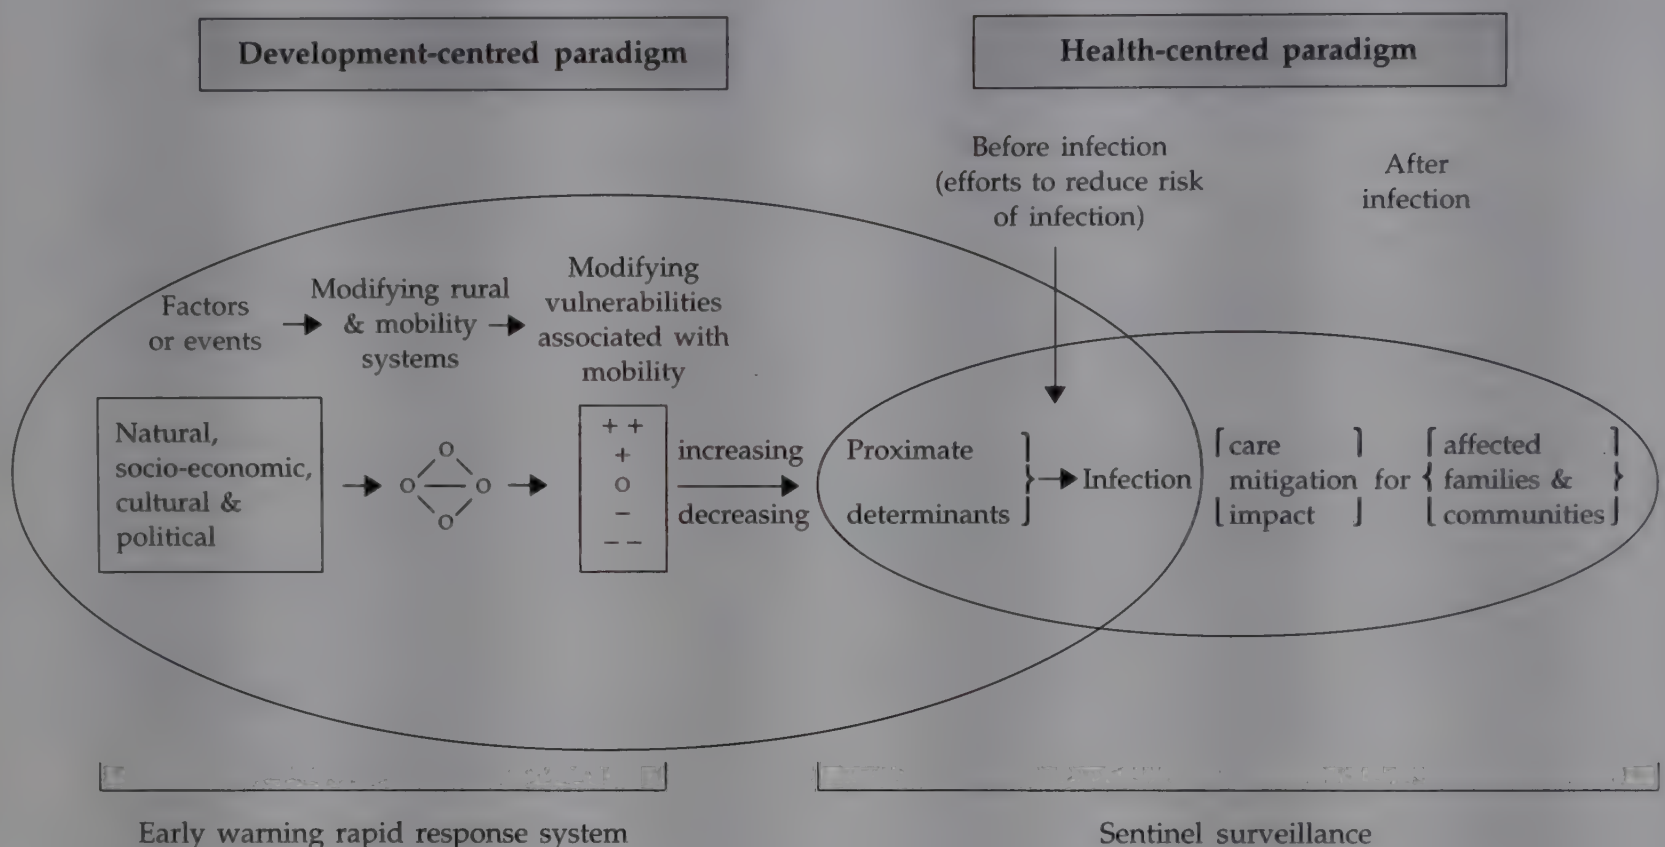 Development-centred paradigm
Health-centred paradigm
Before infection
(efforts to reduce risk
of infection)
After
infection
Factors
or events
Modifying rural
& mobility
systems
Modifying
vulnerabilities
associated with
mobility
Natural,
socio-economic,
cultural &
political
o
o o
o
+ +
+
o
–
– –
increasing
decreasing
Proximate
determinants
Infection
care
mitigation
impact
for
affected
families &
communities
Early warning rapid response system
Sentinel surveillance